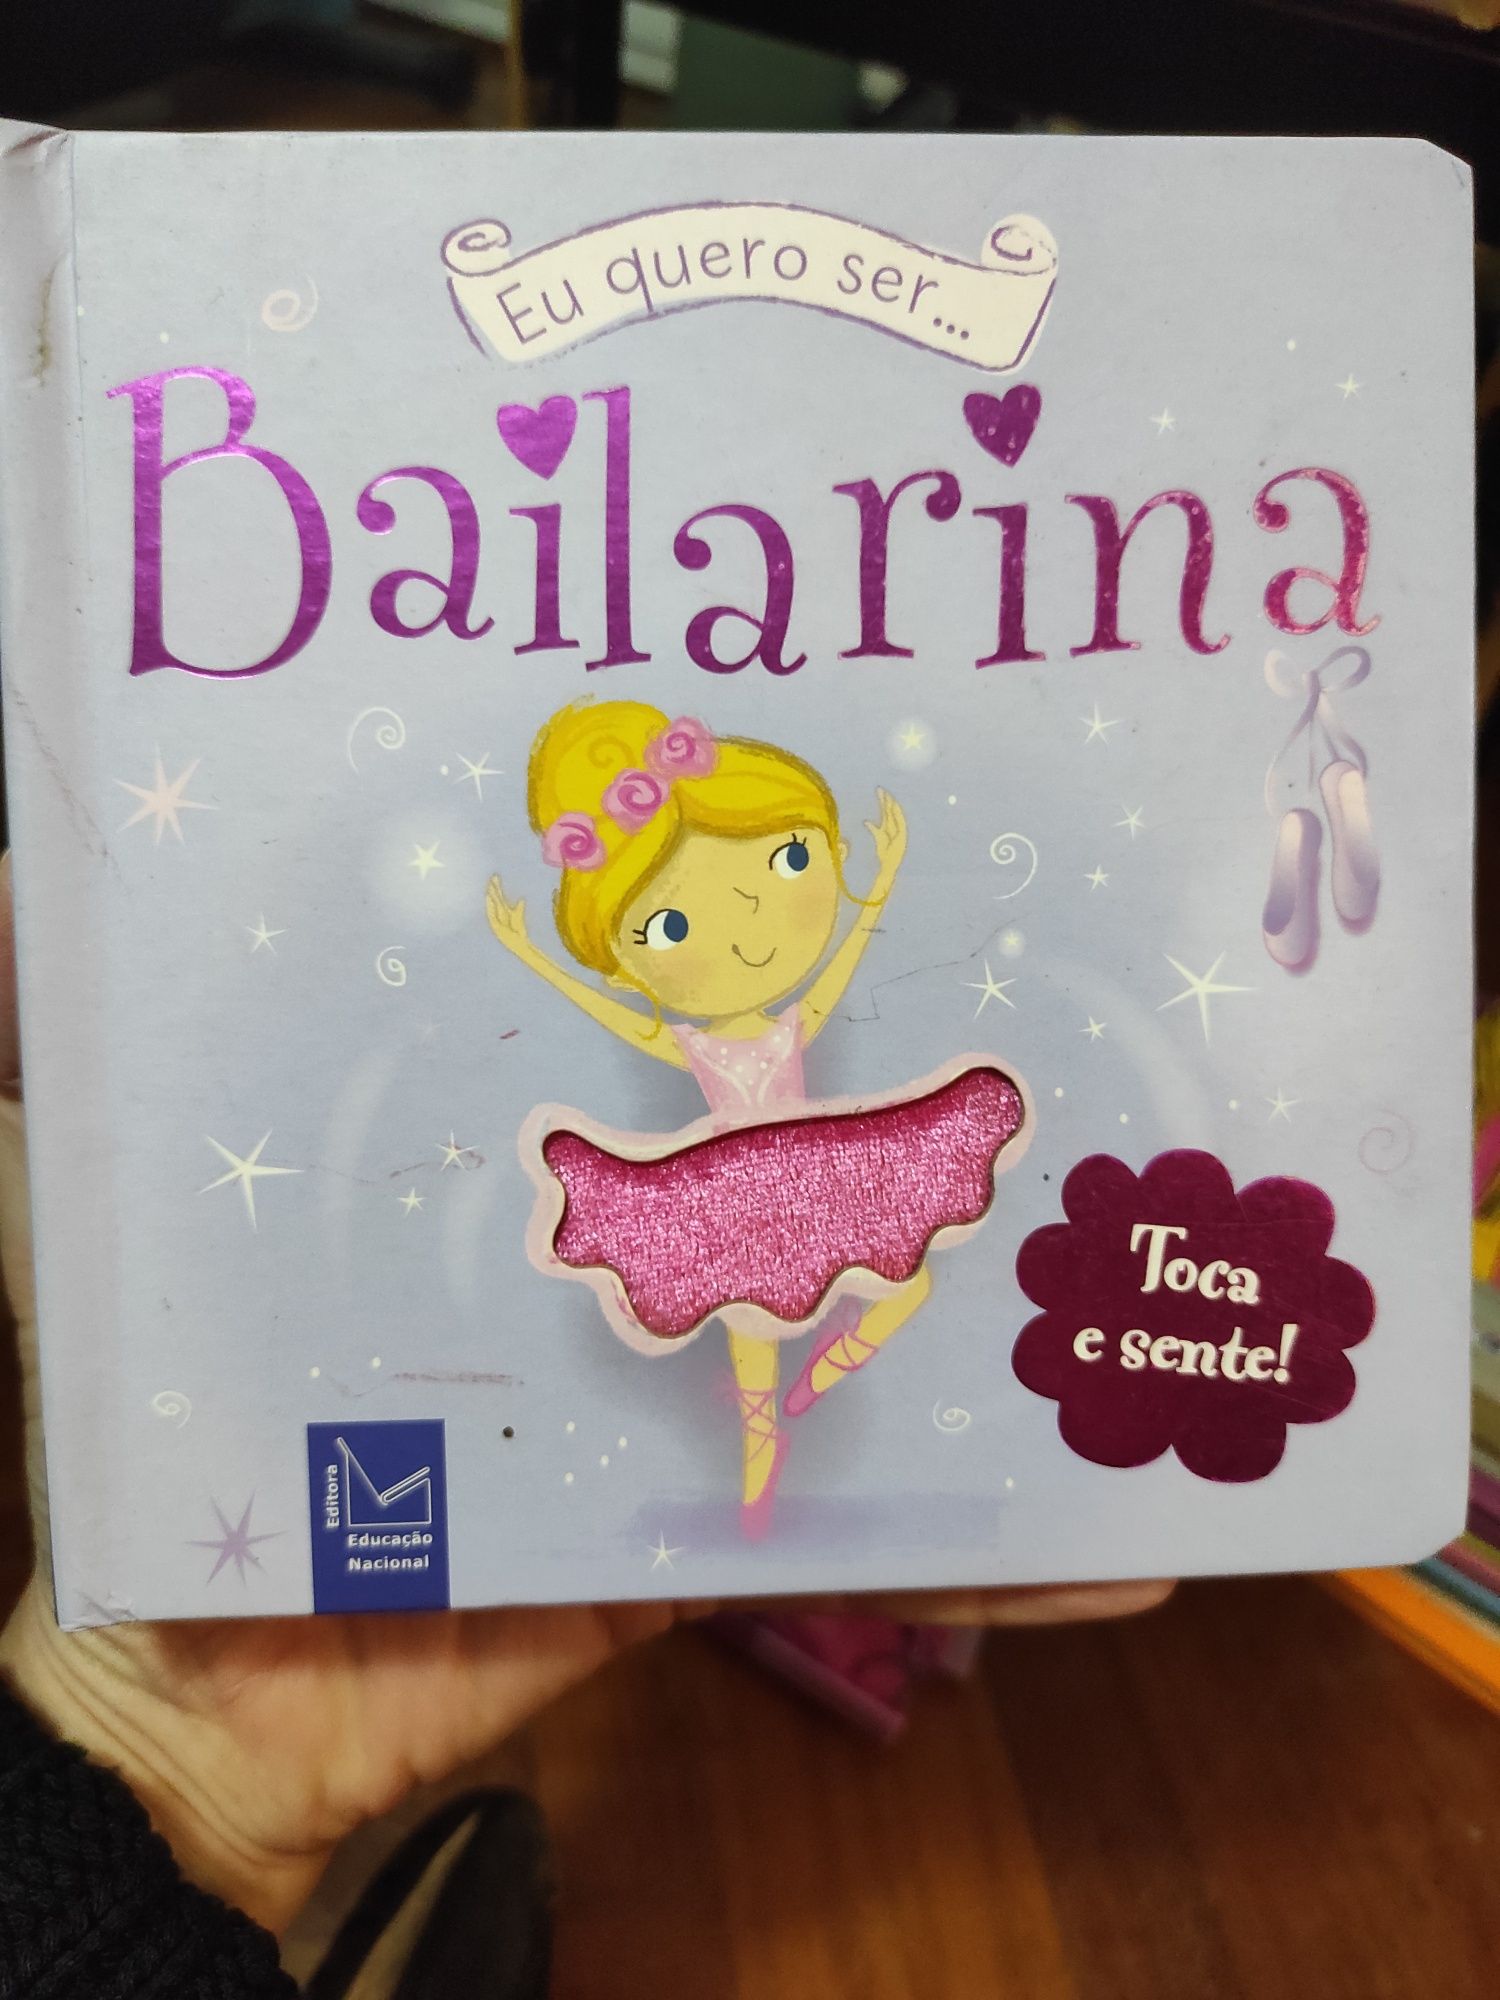 Eu quero ser...
Bailarina
Toca
e sente!
Editora
Educação
Nacional